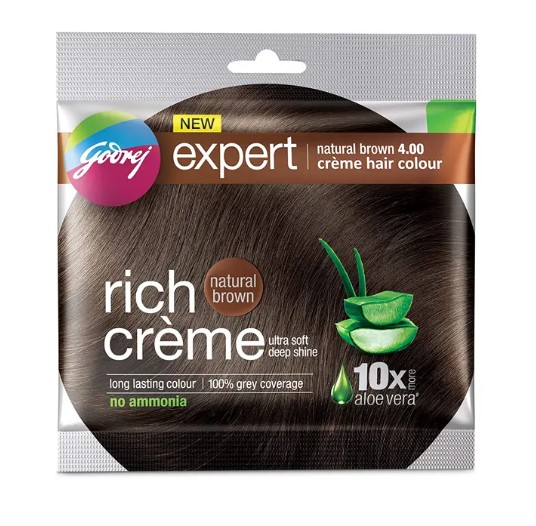 Godrej
NEW
expert
natural brown 4.00
crème hair colour
rich
crème
natural
brown
ultra soft
deep shine
long lasting colour | 100% grey coverage
no ammonia
10x more
aloe vera*